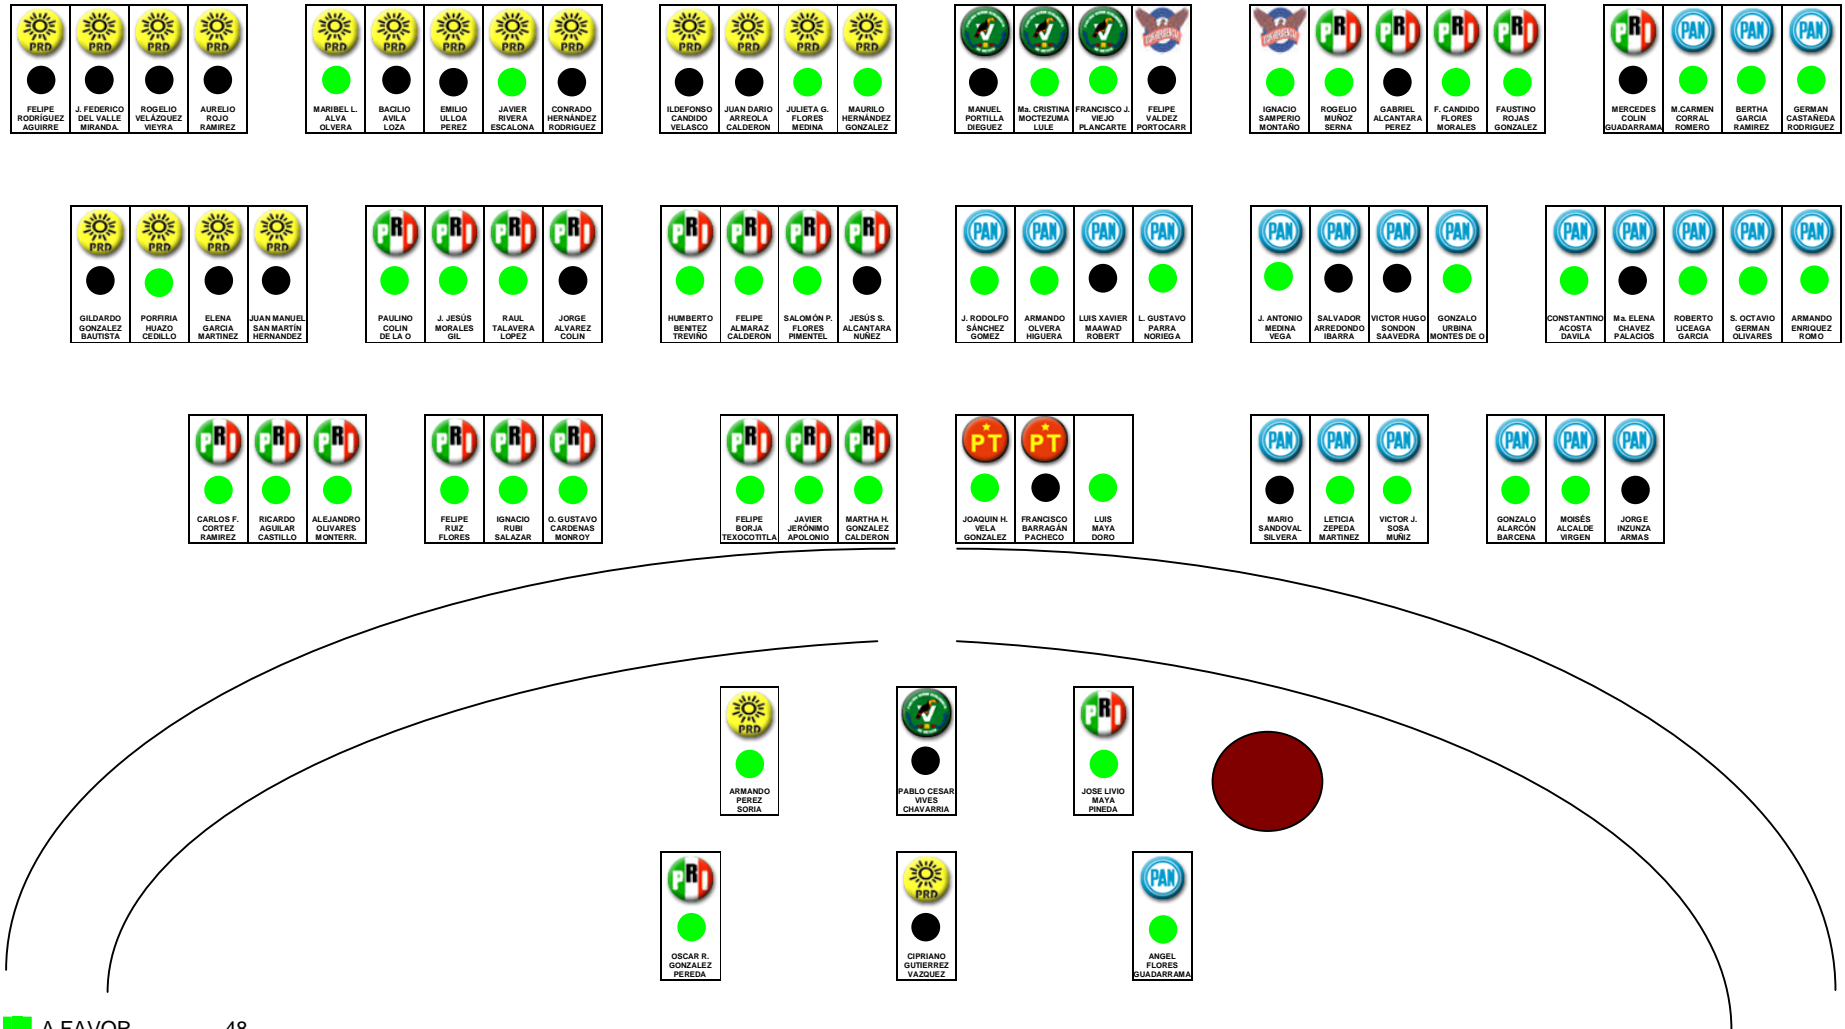 PRD PRD PRD PRD PRD PRD PRD PRD PRD PRD PRD PRD PRD CONVERGENCIA CONVERGENCIA PRI PRI PRI PRI PRI PAN PAN PAN
FELIPE RODRÍGUEZ AGUIRRE
J. FEDERICO DEL VALLE MIRANDA.
ROGELIO VELÁZQUEZ VIEYRA
AURELIO ROJO RAMIREZ
MARIBEL L. ALVA OLVERA
BACILIO AVILA LOZA
EMILIO ULLOA PEREZ
JAVIER RIVERA ESCALONA
CONRADO HERNÁNDEZ RODRIGUEZ
ILDEFONSO CANDIDO VELASCO
JUAN DARIO ARREOLA CALDERON
JULIETA G. FLORES MEDINA
MAURILO HERNÁNDEZ GONZALEZ
MANUEL PORTILLA DIEGUEZ
Ma. CRISTINA MOCTEZUMA LULE
FRANCISCO J. VIEJO PLANCARTE
FELIPE VALDEZ PORTOCARR
IGNACIO SAMPERIO MONTAÑO
ROGELIO MUÑOZ SERNA
GABRIEL ALCANTARA PEREZ
F. CANDIDO FLORES MORALES
FAUSTINO ROJAS GONZALEZ
MERCEDES COLIN GUADARRAMA
M.CARMEN CORRAL ROMERO
BERTHA GARCIA RAMIREZ
GERMAN CASTAÑEDA RODRIGUEZ
PRD PRD PRD PRD PRI PRI PRI PRI PRI PRI PRI PRI PAN PAN PAN PAN PAN PAN PAN PAN PAN PAN PAN PAN PAN
GILDARDO GONZALEZ BAUTISTA
PORFIRIA HUAZO CEDILLO
ELENA GARCIA MARTINEZ
JUAN MANUEL SAN MARTÍN HERNANDEZ
PAULINO COLIN DE LA O
J. JESÚS MORALES GIL
RAUL TALAVERA LOPEZ
JORGE ALVAREZ COLIN
HUMBERTO BENITEZ TREVIÑO
FELIPE ALMARAZ CALDERON
SALOMÓN P. FLORES PIMENTEL
JESÚS S. ALCANTARA NUÑEZ
J. RODOLFO SÁNCHEZ GOMEZ
ARMANDO OLVERA HIGUERA
LUIS XAVIER MAAWAD ROBERT
L. GUSTAVO PARRA NORIEGA
J. ANTONIO MEDINA VEGA
SALVADOR ARREDONDO IBARRA
VICTOR HUGO SONDON SAAVEDRA
GONZALO URBINA MONTES DE O
CONSTANTINO ACOSTA DAVILA
Ma. ELENA CHAVEZ PALACIOS
ROBERTO LICEAGA GARCIA
S. OCTAVIO GERMAN OLIVARES
ARMANDO ENRIQUEZ ROMO
PRI PRI PRI PRI PRI PRI PRI PRI PRI PT PT PAN PAN PAN PAN PAN PAN
CARLOS F. CORTEZ RAMIREZ
RICARDO AGUILAR CASTILLO
ALEJANDRO OLIVARES MONTERR.
FELIPE RUIZ FLORES
IGNACIO RUBI SALAZAR
O. GUSTAVO CARDENAS MONROY
FELIPE BORJA TEXOCOTITLA
JAVIER JERÓNIMO APOLONIO
MARTHA H. GONZALEZ CALDERON
JOAQUIN H. VELA GONZALEZ
FRANCISCO BARRAGÁN PACHECO
LUIS MAYA DORO
MARIO SANDOVAL SILVERA
LETICIA ZEPEDA MARTINEZ
VICTOR J. SOSA MUÑIZ
GONZALO ALARCÓN BARCENA
MOISÉS ALCALDE VIRGEN
JORGE INZUNZA ARMAS
PRD PRI
ARMANDO PEREZ SORIA
PABLO CESAR VIVES CHAVARRIA
JOSE LIVIO MAYA PINEDA
PRI PRD PAN
OSCAR R. GONZALEZ PEREDA
CIPRIANO GUTIERREZ VAZQUEZ
ANGEL FLORES GUADARRAMA
A FAVOR 48